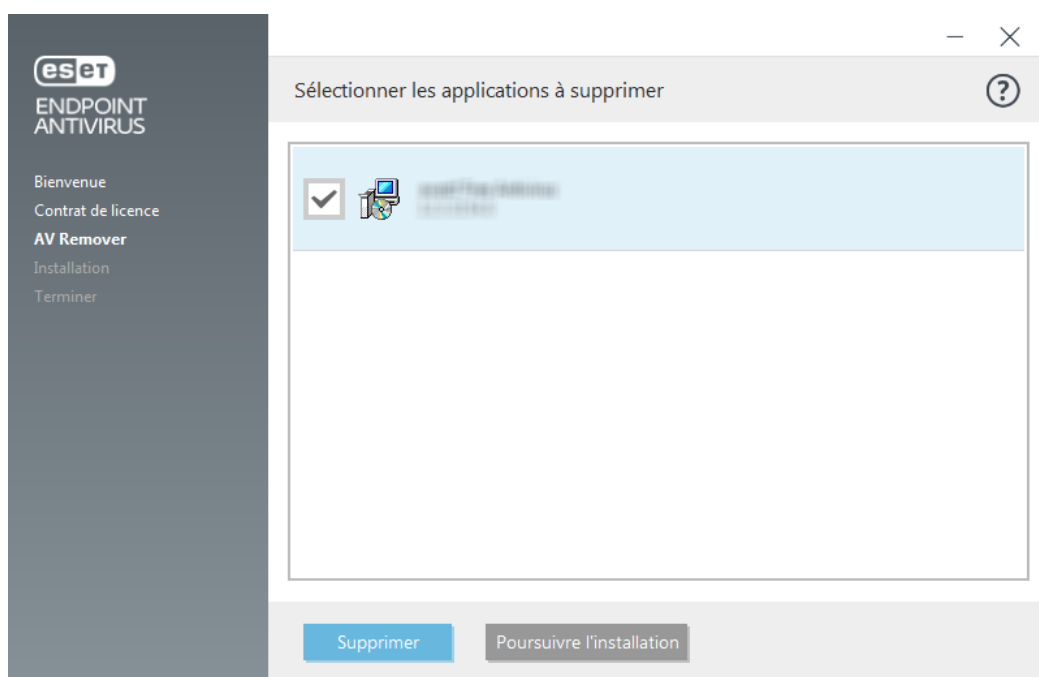 eset
ENDPOINT
ANTIVIRUS
Bienvenue
Contrat de licence
AV Remover
Installation
Terminer
Sélectionner les applications à supprimer
?
Supprimer
Poursuivre l'installation